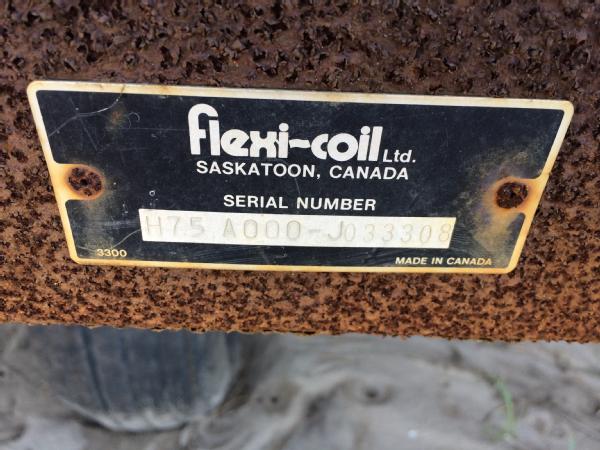 flexi-coil Ltd.
SASKATOON, CANADA
SERIAL NUMBER
H75 A000-J033308
3300
MADE IN CANADA